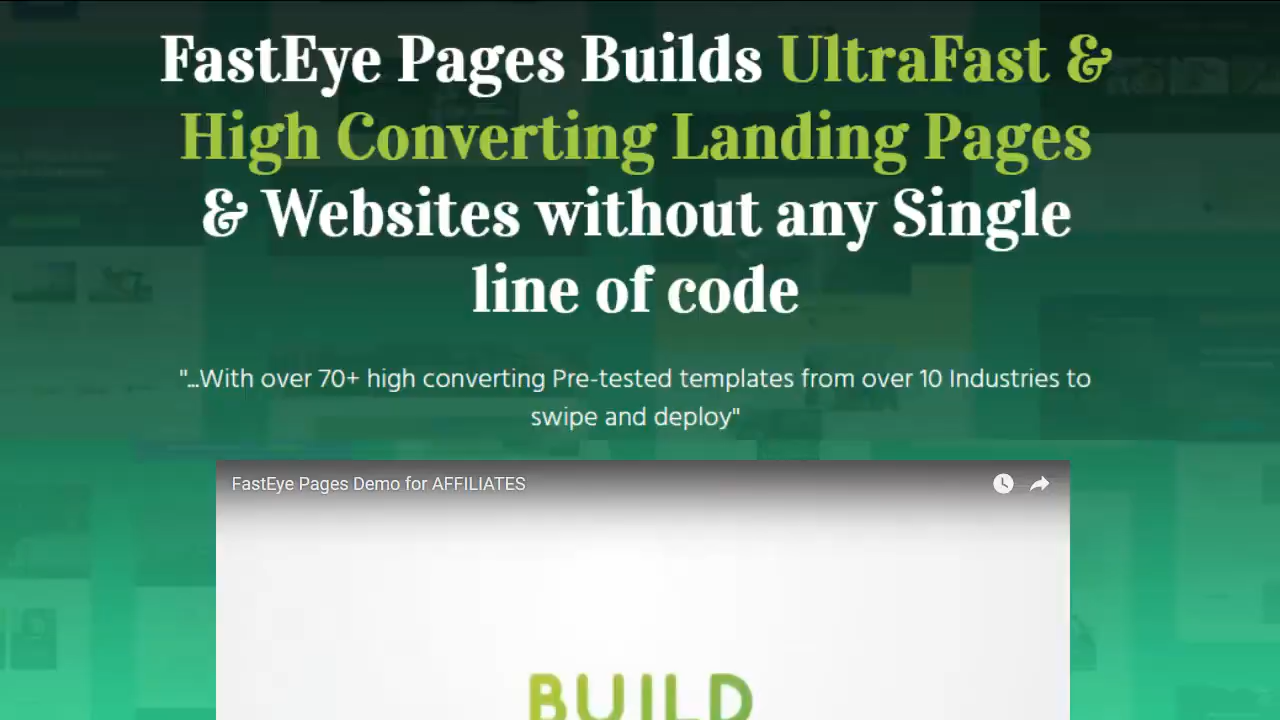 FastEye Pages Builds UltraFast &
High Converting Landing Pages
& Websites without any Single
line of code
"...With over 70+ high converting Pre-tested templates from over 10 Industries to
swipe and deploy"
FastEye Pages Demo for AFFILIATES
BUILD